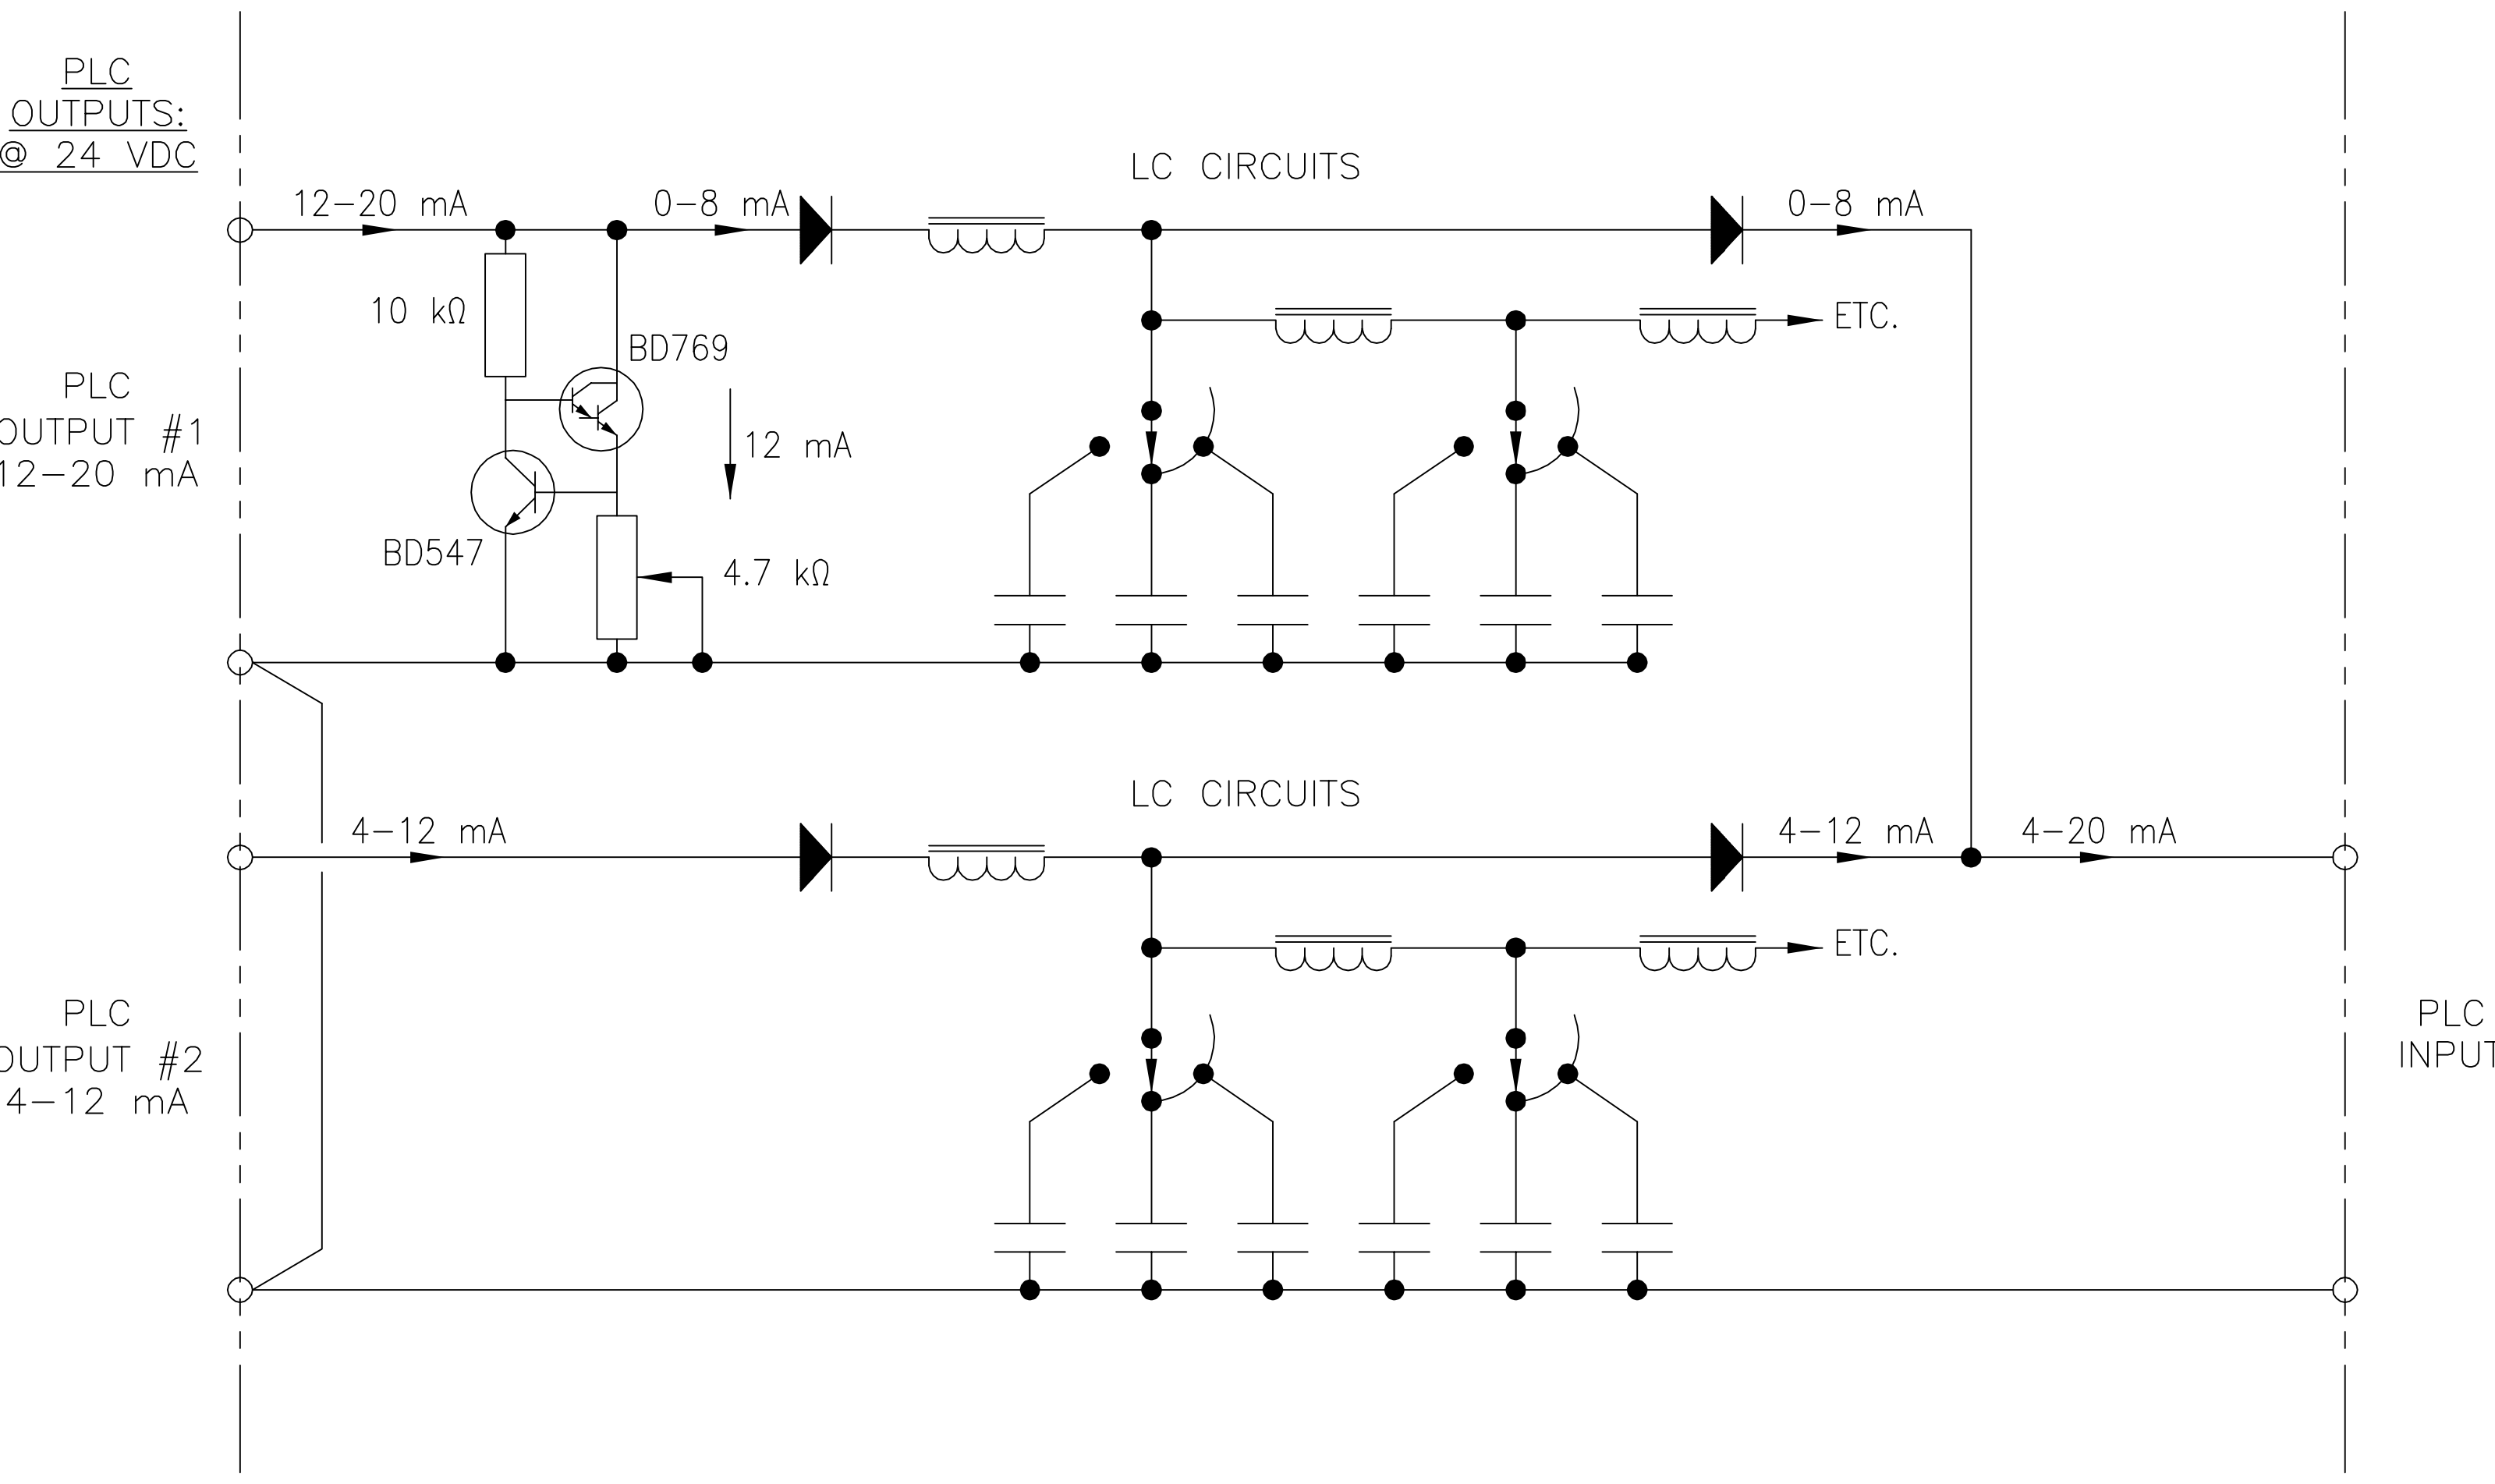 PLC
OUTPUTS:
@ 24 VDC
12-20 mA
0-8 mA
LC CIRCUITS
0-8 mA
10 kΩ
BD769
ETC.
PLC
OUTPUT #1
12-20 mA
12 mA
BD547
4.7 kΩ
LC CIRCUITS
4-12 mA
4-12 mA
4-20 mA
ETC.
PLC
OUTPUT #2
4-12 mA
PLC
INPUT